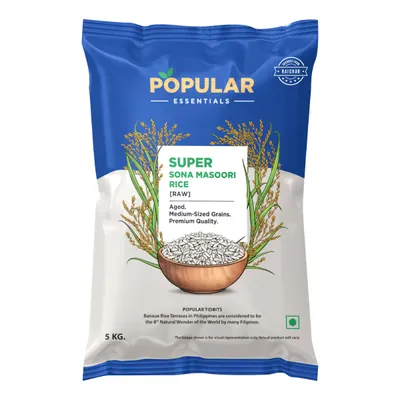 POPULAR
ESSENTIALS
RAICHUR
SUPER
SONA MASOORI
RICE
[RAW]
Aged.
Medium-Sized Grains.
Premium Quality.
POPULAR TIDBITS
Banaue Rice Terraces in Philippines are considered to be
the 8th Natural Wonder of the World by many Filipinos.
5 KG.
The image shown is for visual representation only. Actual product will vary.